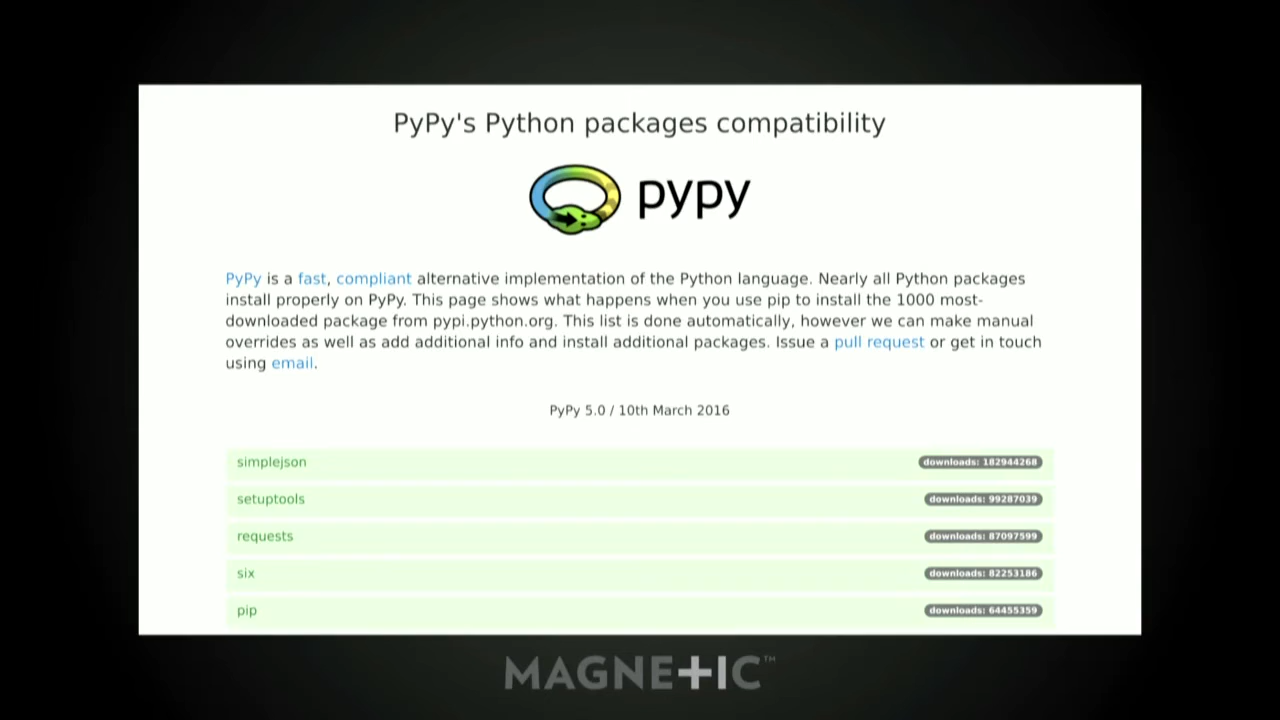 PyPy's Python packages compatibility
pypy
PyPy is a fast, compliant alternative implementation of the Python language. Nearly all Python packages
install properly on PyPy. This page shows what happens when you use pip to install the 1000 most-
downloaded package from pypi.python.org. This list is done automatically, however we can make manual
overrides as well as add additional info and install additional packages. Issue a pull request or get in touch
using email.
PyPy 5.0 / 10th March 2016
simplejson downloads: 182944268
setuptools downloads: 99287039
requests downloads: 87097599
six downloads: 82253186
pip downloads: 64455359
MAGNETIC™